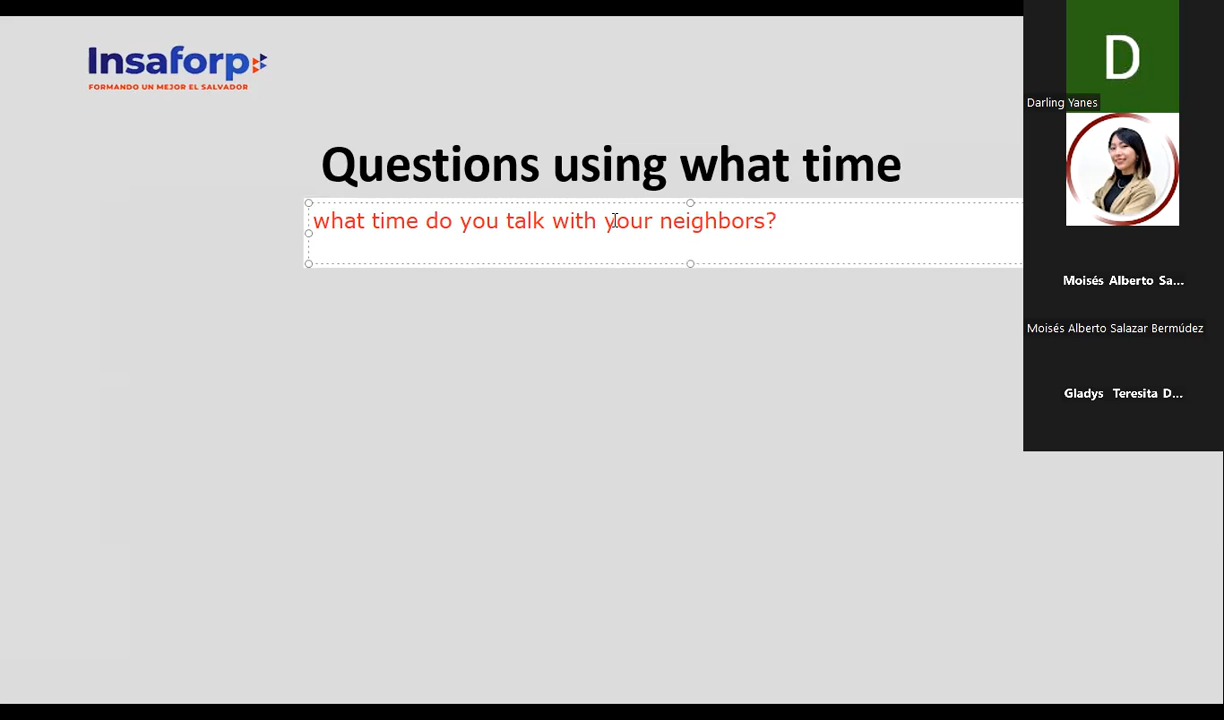 Insaforp
FORMANDO UN MEJOR EL SALVADOR
Questions using what time
what time do you talk with your neighbors?
D
Darling Yanes
Moisés Alberto Sa...
Moisés Alberto Salazar Bermúdez
Gladys Teresita D...